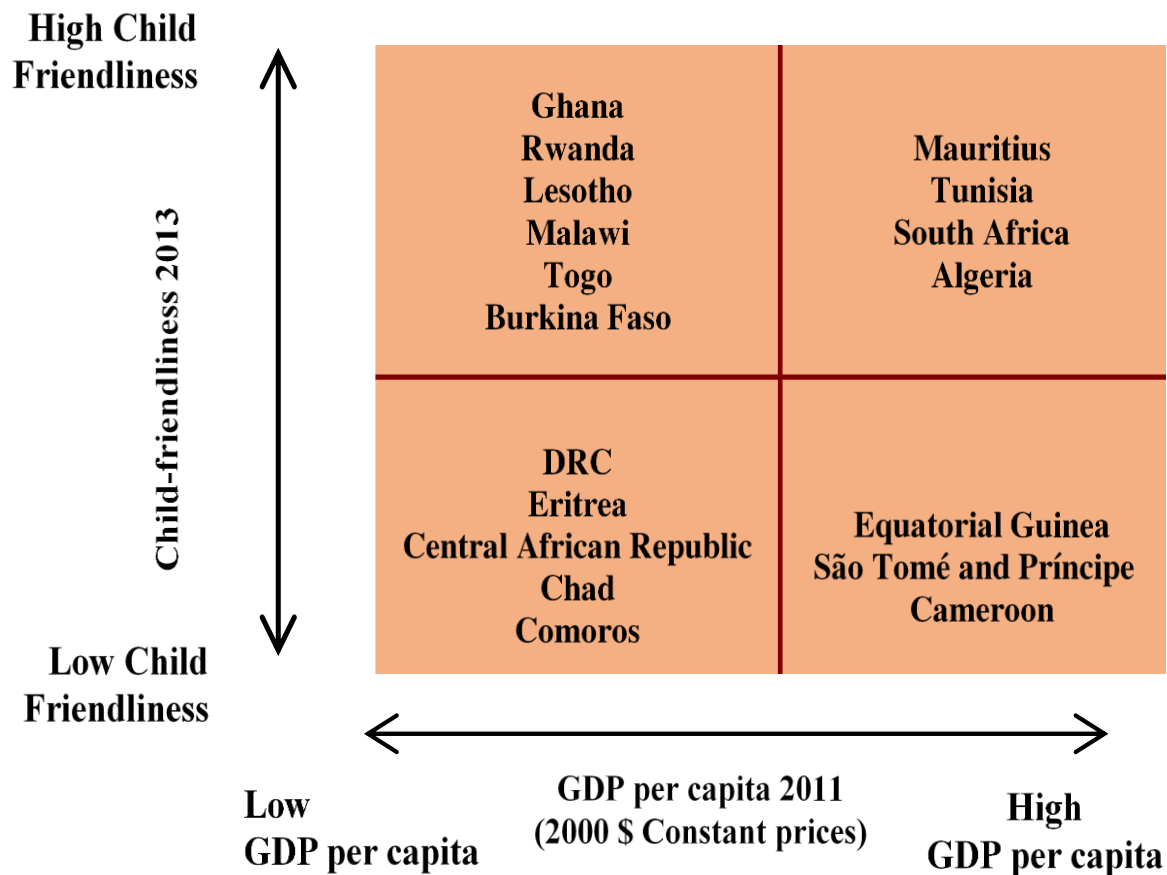 High Child
Friendliness
Child-friendliness 2013
Ghana
Rwanda
Lesotho
Malawi
Togo
Burkina Faso
Mauritius
Tunisia
South Africa
Algeria
DRC
Eritrea
Central African Republic
Chad
Comoros
Equatorial Guinea
São Tomé and Príncipe
Cameroon
Low Child
Friendliness
Low
GDP per capita
GDP per capita 2011
(2000 $ Constant prices)
High
GDP per capita